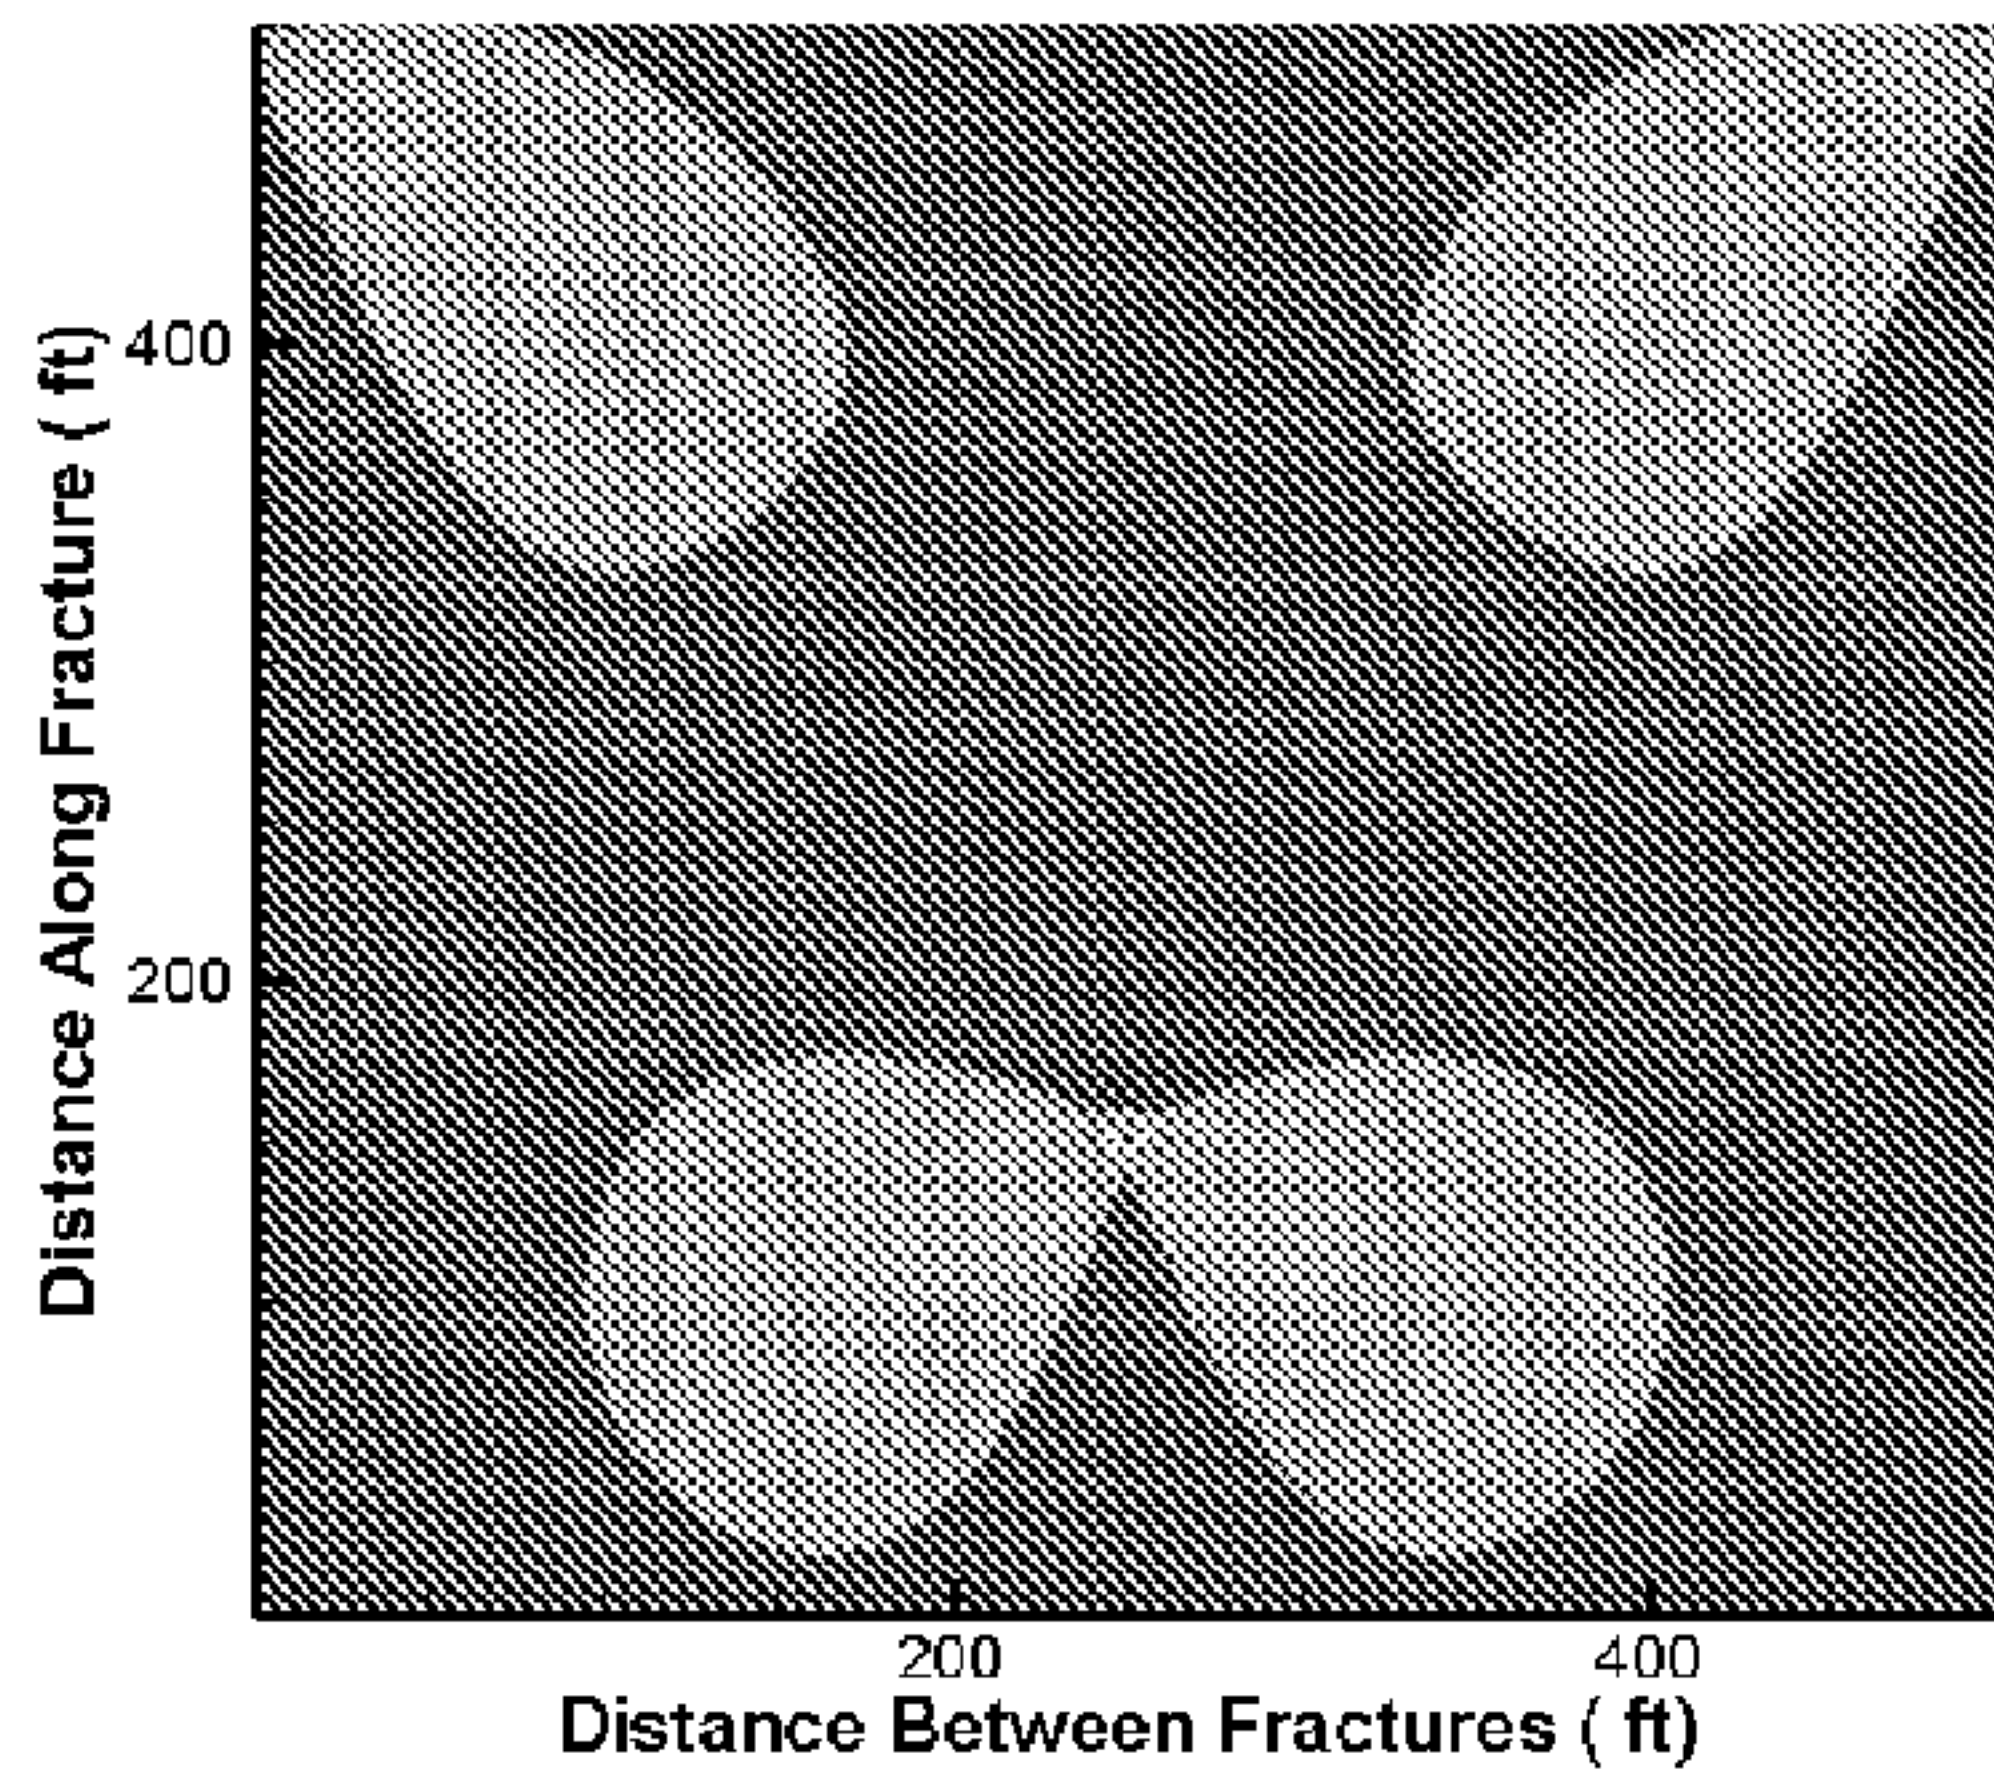 Distance Along Fracture ( ft)
400
200
200 400
Distance Between Fractures ( ft)